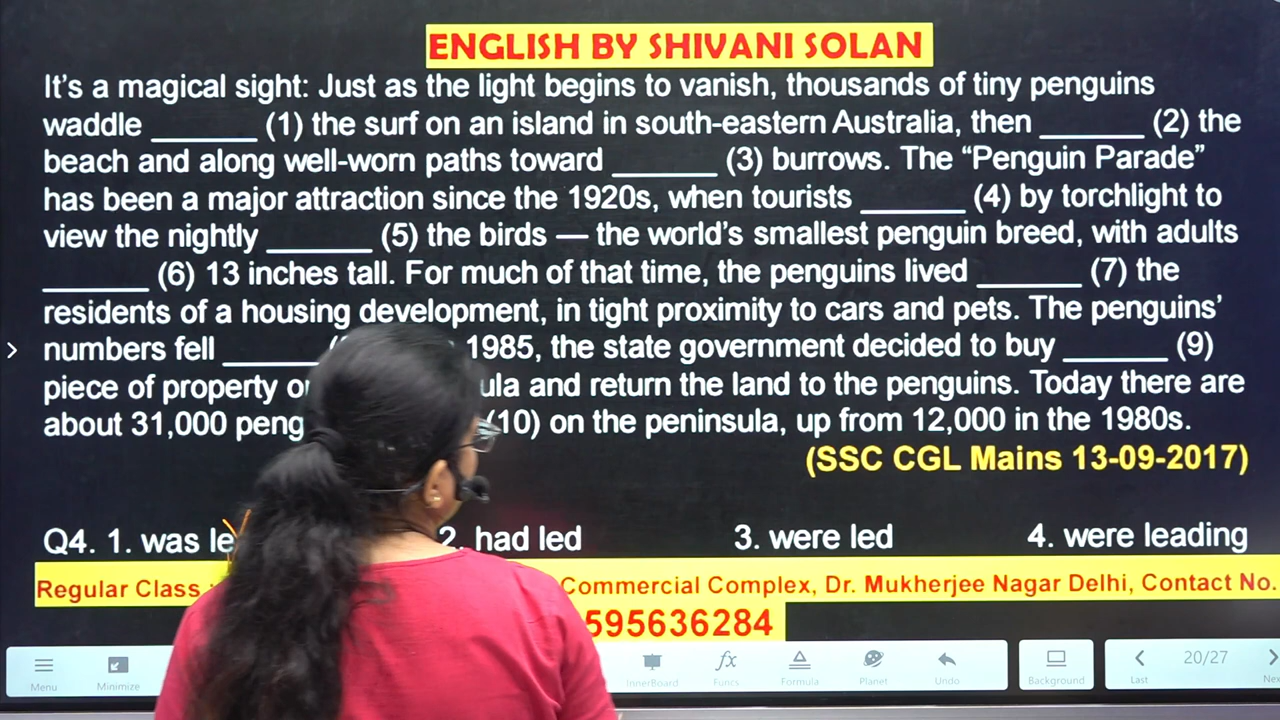 ENGLISH BY SHIVANI SOLAN
It's a magical sight: Just as the light begins to vanish, thousands of tiny penguins
waddle _______ (1) the surf on an island in south-eastern Australia, then _______ (2) the
beach and along well-worn paths toward _______ (3) burrows. The “Penguin Parade”
has been a major attraction since the 1920s, when tourists _______ (4) by torchlight to
view the nightly _______ (5) the birds — the world's smallest penguin breed, with adults
_______ (6) 13 inches tall. For much of that time, the penguins lived _______ (7) the
residents of a housing development, in tight proximity to cars and pets. The penguins'
numbers fell _______ 1985, the state government decided to buy _______ (9)
piece of property and return the land to the penguins. Today there are
about 31,000 (10) on the peninsula, up from 12,000 in the 1980s.
(SSC CGL Mains 13-09-2017)
Q4. 1. was 2. had led 3. were led 4. were leading
Regular Class Commercial Complex, Dr. Mukherjee Nagar Delhi, Contact No.
595636284
Menu Minimize InnerBoard Funcs Formula Planet Undo Background Last 20/27